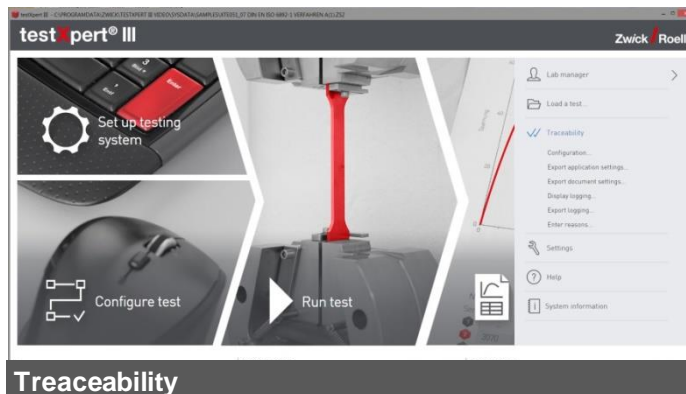 testXpert® III
Zwick / Roell
Set up testing system
Configure test
Run test
Lab manager
Load a test...
Traceability
Configuration...
Export application settings...
Export document settings...
Display logging...
Export logging...
Enter reasons...
Settings
Help
System information
Treaceability